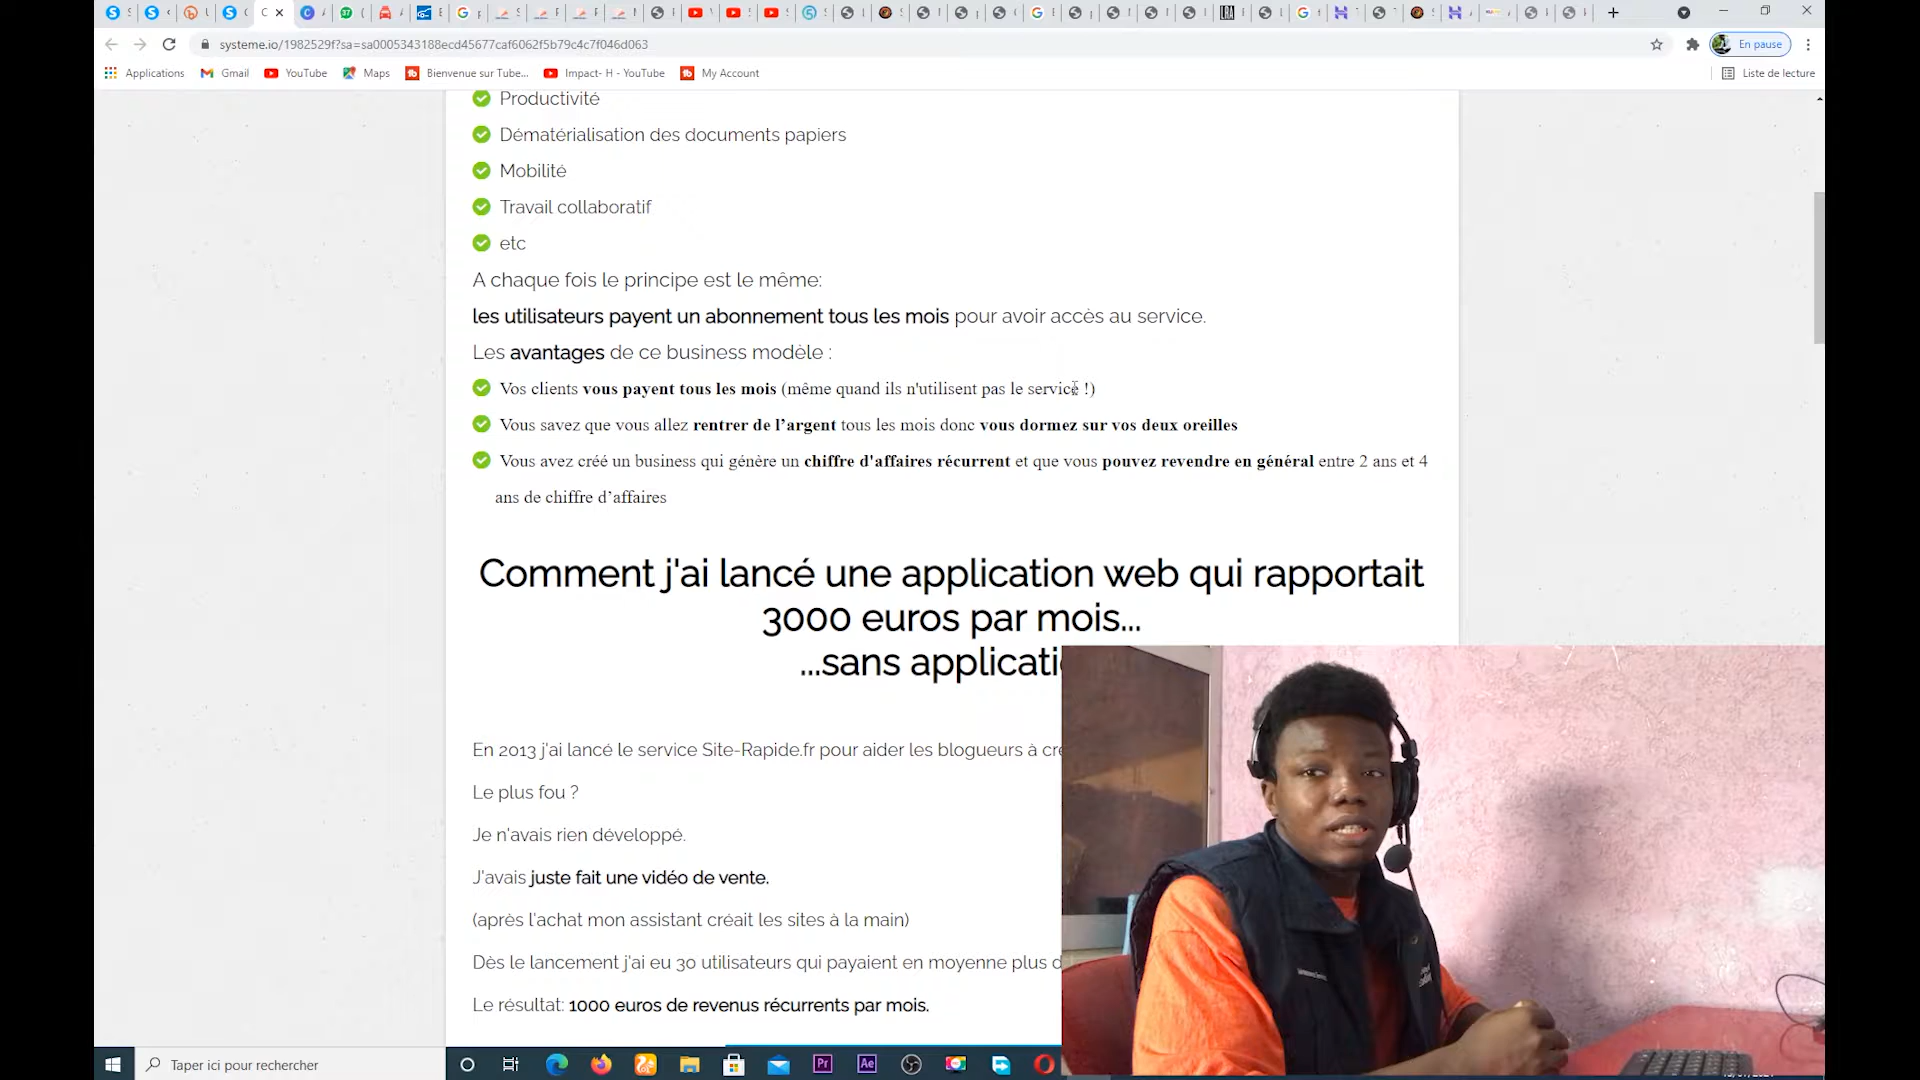 systeme.io/1982529f?sa=sa0005343188ecd45677caf6062f5b79c4c7f046d063
En pause
Applications
Gmail
YouTube
Maps
Bienvenue sur Tube...
Impact- H - YouTube
My Account
Liste de lecture
Productivité
Dématérialisation des documents papiers
Mobilité
Travail collaboratif
etc
A chaque fois le principe est le même:
les utilisateurs payent un abonnement tous les mois pour avoir accès au service.
Les avantages de ce business modèle :
Vos clients vous payent tous les mois (même quand ils n'utilisent pas le service !)
Vous savez que vous allez rentrer de l’argent tous les mois donc vous dormez sur vos deux oreilles
Vous avez créé un business qui génère un chiffre d'affaires récurrent et que vous pouvez revendre en général entre 2 ans et 4
ans de chiffre d’affaires
Comment j'ai lancé une application web qui rapportait
3000 euros par mois...
...sans applicati
En 2013 j'ai lancé le service Site-Rapide.fr pour aider les blogueurs à cré
Le plus fou ?
Je n'avais rien développé.
J'avais juste fait une vidéo de vente.
(après l'achat mon assistant créait les sites à la main)
Dès le lancement j'ai eu 30 utilisateurs qui payaient en moyenne plus d
Le résultat: 1000 euros de revenus récurrents par mois.
Taper ici pour rechercher
Pr
Ae